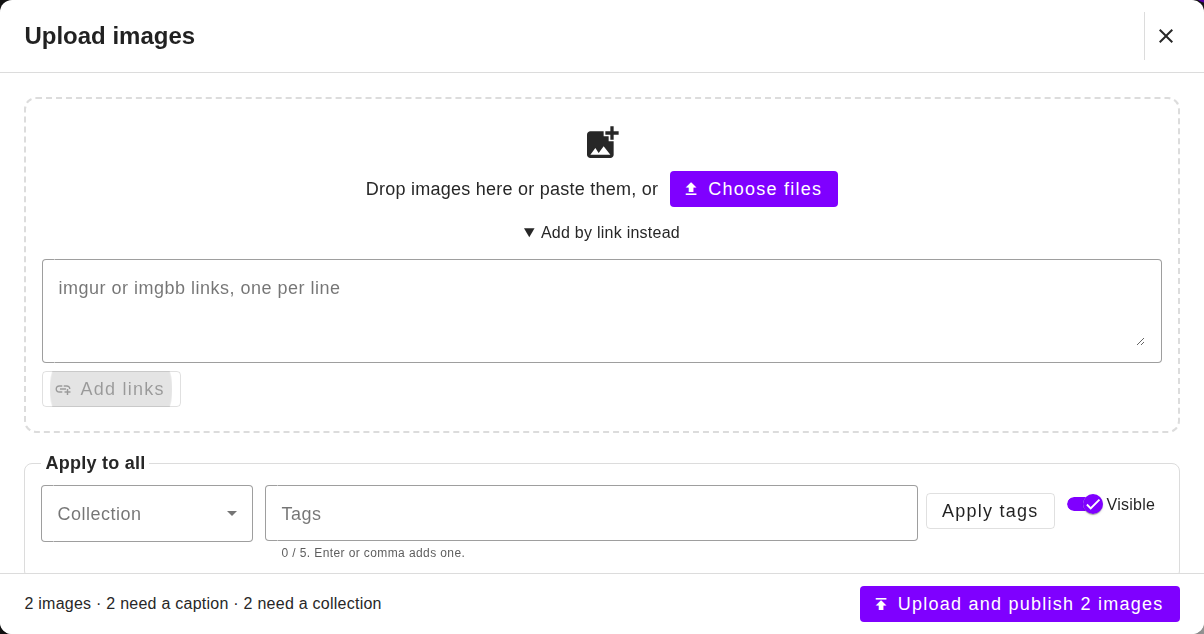 Upload images
Drop images here or paste them, or Choose files
Add by link instead
imgur or imgbb links, one per line
Add links
Apply to all
Collection Tags Apply tags Visible
0 / 5. Enter or comma adds one.
2 images · 2 need a caption · 2 need a collection Upload and publish 2 images